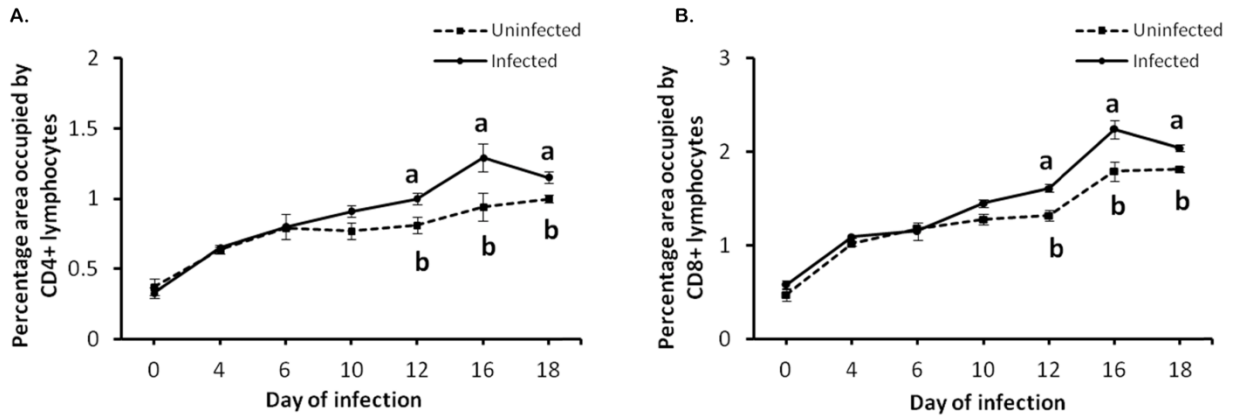 A.
Uninfected
Infected
Percentage area occupied by
CD4+ lymphocytes
2
1.5
1
0.5
0
a
a
a
b
b
b
0 4 6 10 12 16 18
Day of infection
B.
Uninfected
Infected
Percentage area occupied by
CD8+ lymphocytes
3
2
1
0
a
a
a
b
b
b
0 4 6 10 12 16 18
Day of infection